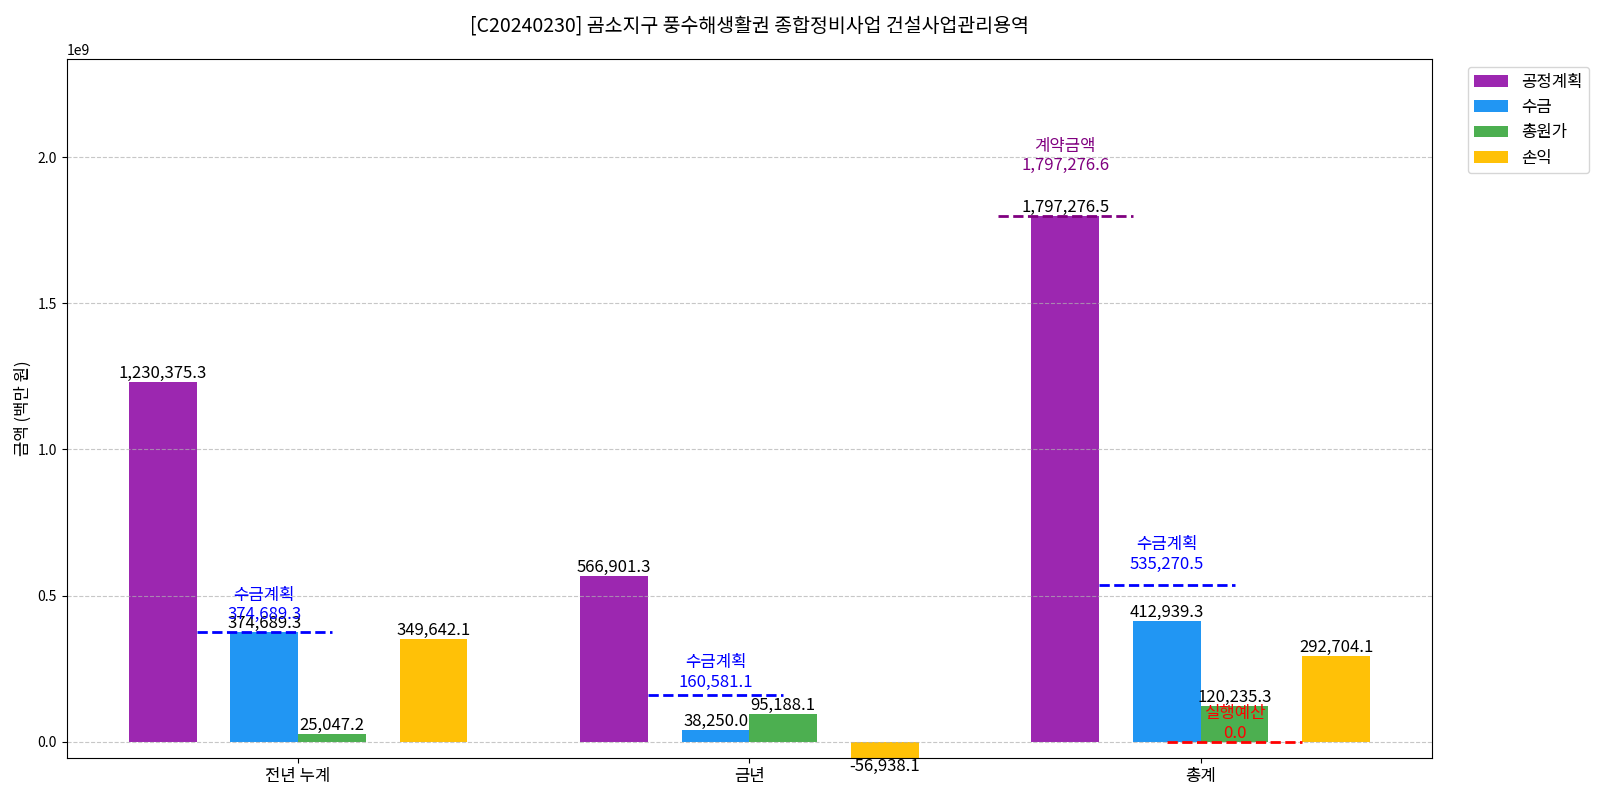 [C20240230] 곰소지구 풍수해생활권 종합정비사업 건설사업관리용역
1e9
금액 (백만 원)
2.0
1.5
1.0
0.5
0.0
1,230,375.3
수금계획
374,689.3
374,689.3
25,047.2
349,642.1
566,901.3
수금계획
160,581.1
38,250.0
95,188.1
-56,938.1
계약금액
1,797,276.6
1,797,276.5
수금계획
535,270.5
412,939.3
120,235.3
실행예산
0.0
292,704.1
전년 누계
금년
총계
공정계획
수금
총원가
손익